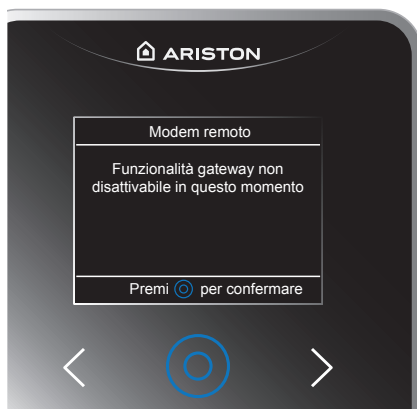 ARISTON
Modem remoto
Funzionalità gateway non
disattivabile in questo momento
Premi per confermare